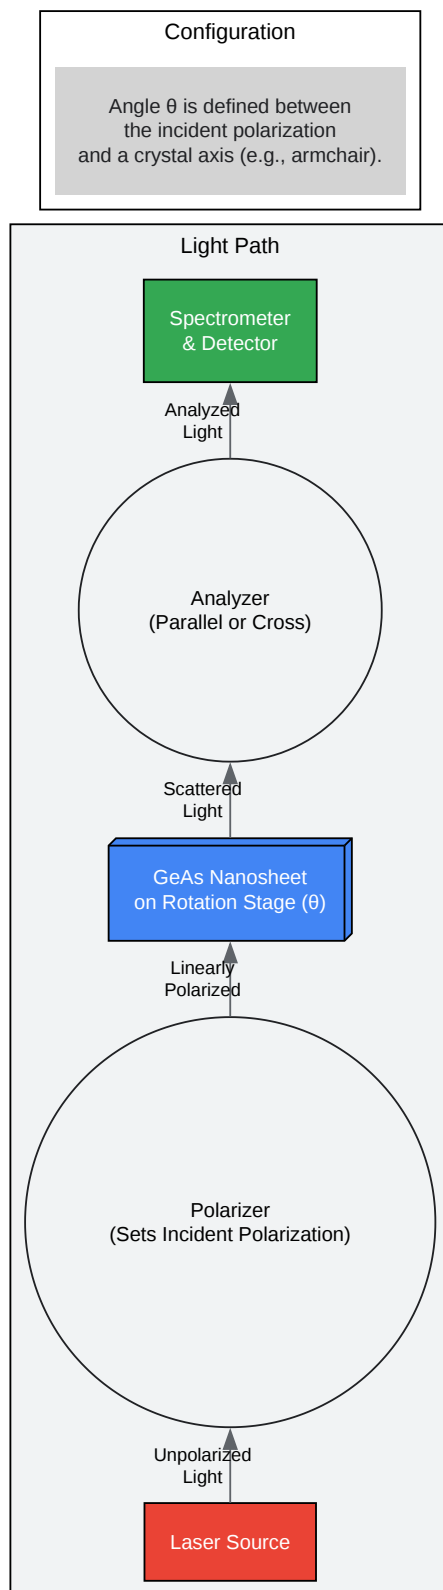 Configuration
Angle θ is defined between
the incident polarization
and a crystal axis (e.g., armchair).
Light Path
Spectrometer
& Detector
Analyzed
Light
Analyzer
(Parallel or Cross)
Scattered
Light
GeAs Nanosheet
on Rotation Stage (θ)
Linearly
Polarized
Polarizer
(Sets Incident Polarization)
Unpolarized
Light
Laser Source